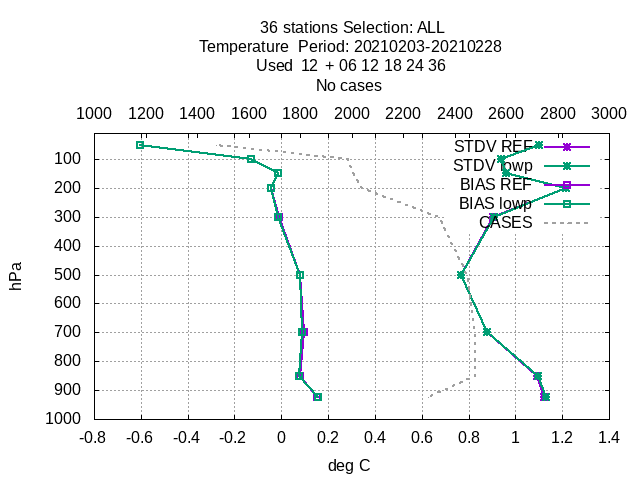 36 stations Selection: ALL
Temperature  Period: 20210203-20210228
Used  12  + 06 12 18 24 36
No cases
1000 1200 1400 1600 1800 2000 2200 2400 2600 2800 3000
STDV REF
STDV lowp
BIAS REF
BIAS lowp
CASES
hPa
100
200
300
400
500
600
700
800
900
1000
-0.8 -0.6 -0.4 -0.2 0 0.2 0.4 0.6 0.8 1 1.2 1.4
deg C